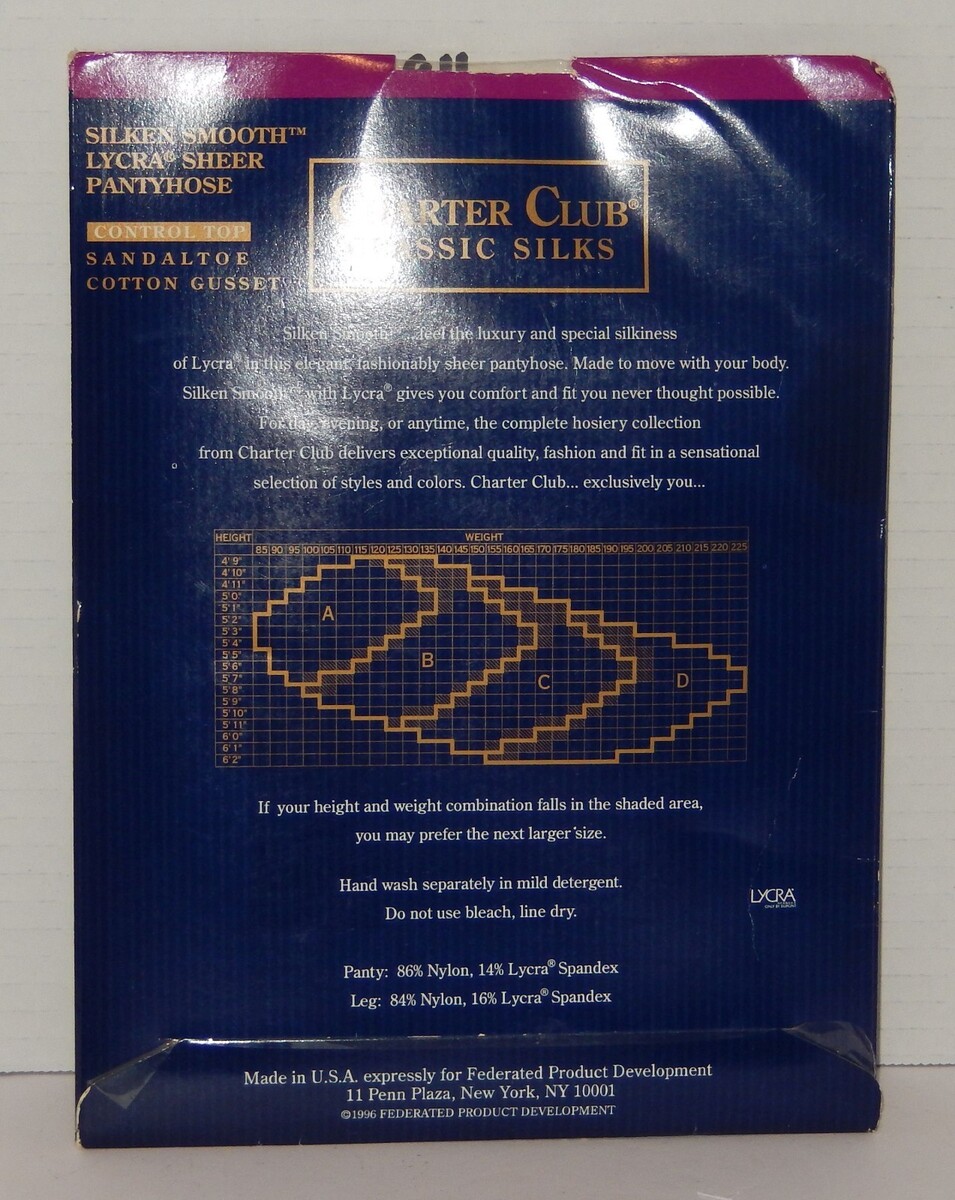 SILKEN SMOOTH™
LYCRA® SHEER
PANTYHOSE
CONTROL TOP
SANDALTOE
COTTON GUSSET
CHARTER CLUB®
CLASSIC SILKS
Silken Smooth ...feel the luxury and special silkiness
of Lycra® in this elegant, fashionably sheer pantyhose. Made to move with your body.
Silken Smooth with Lycra® gives you comfort and fit you never thought possible.
For day, evening, or anytime, the complete hosiery collection
from Charter Club delivers exceptional quality, fashion and fit in a sensational
selection of styles and colors. Charter Club... exclusively you...
HEIGHT WEIGHT
85 90 95 100 105 110 115 120 125 130 135 140 145 150 155 160 165 170 175 180 185 190 195 200 205 210 215 220 225
4' 9"
4' 10"
4' 11"
5' 0"
5' 1"
5' 2"
5' 3"
5' 4"
5' 5"
5' 6"
5' 7"
5' 8"
5' 9"
5' 10"
5' 11"
6' 0"
6' 1"
6' 2"
A
B
C
D
If your height and weight combination falls in the shaded area,
you may prefer the next larger size.
Hand wash separately in mild detergent.
Do not use bleach, line dry.
LYCRA®
Panty: 86% Nylon, 14% Lycra® Spandex
Leg: 84% Nylon, 16% Lycra® Spandex
Made in U.S.A. expressly for Federated Product Development
11 Penn Plaza, New York, NY 10001
©1996 FEDERATED PRODUCT DEVELOPMENT